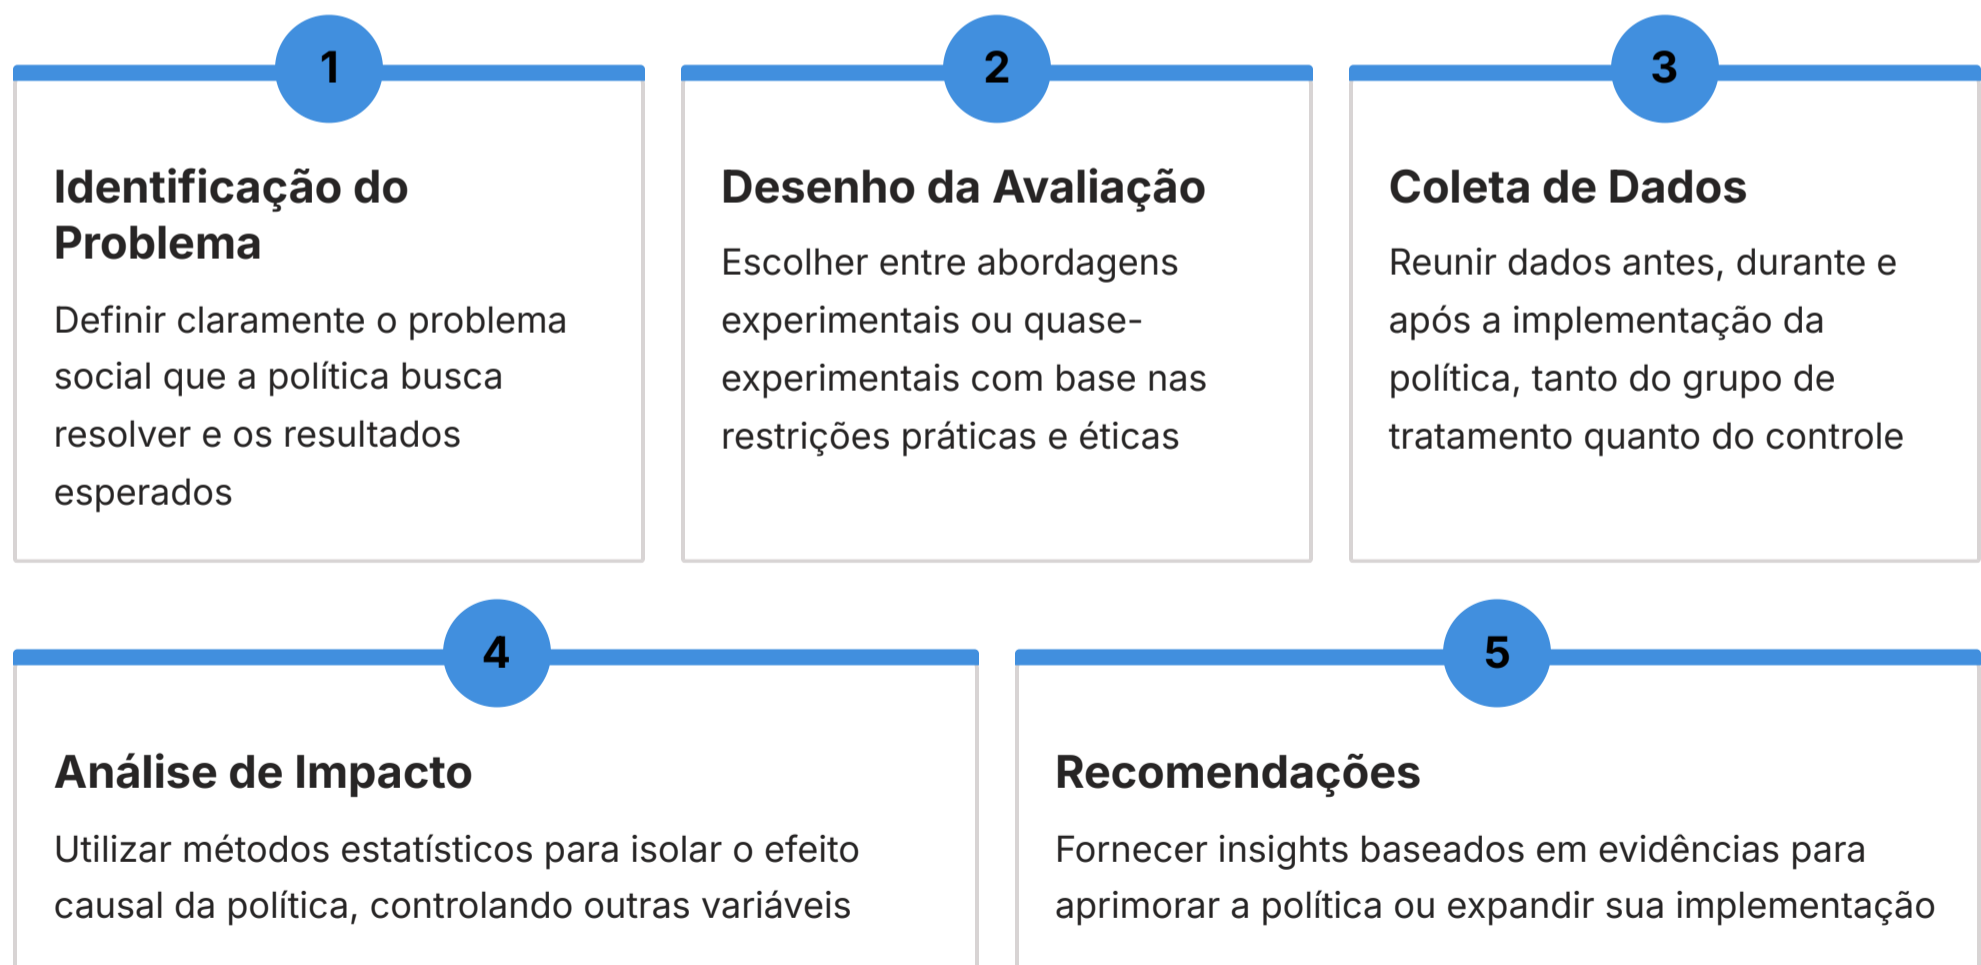 1
Identificação do
Problema
Definir claramente o problema
social que a política busca
resolver e os resultados
esperados
2
Desenho da Avaliação
Escolher entre abordagens
experimentais ou quase-
experimentais com base nas
restrições práticas e éticas
3
Coleta de Dados
Reunir dados antes, durante e
após a implementação da
política, tanto do grupo de
tratamento quanto do controle
4
Análise de Impacto
Utilizar métodos estatísticos para isolar o efeito
causal da política, controlando outras variáveis
5
Recomendações
Fornecer insights baseados em evidências para
aprimorar a política ou expandir sua implementação